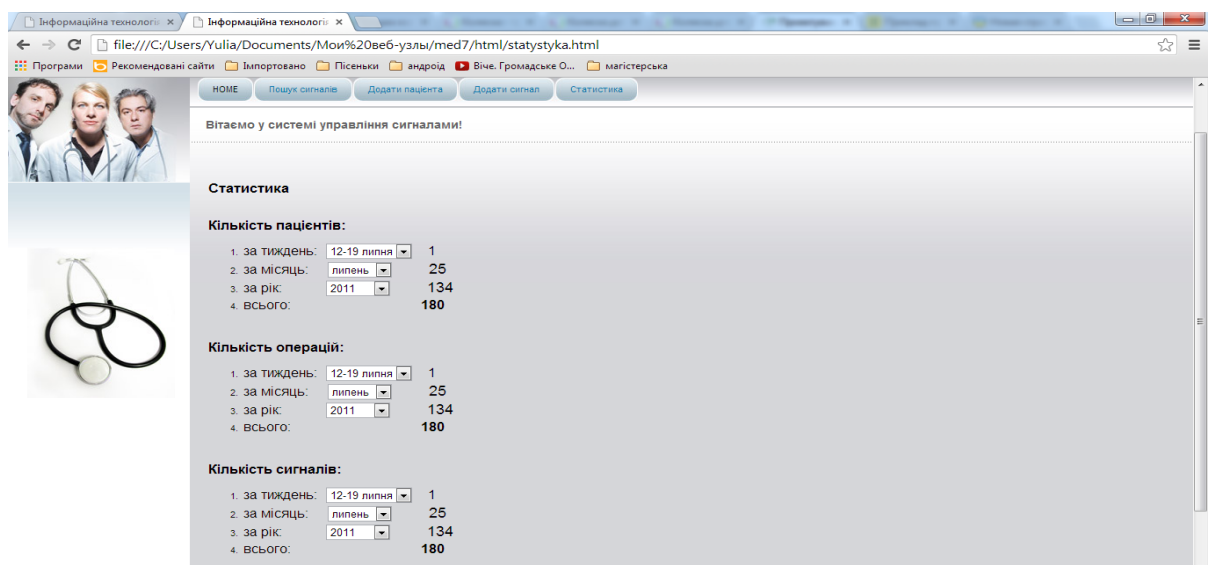 Інформаційна технологі
Інформаційна технологі
file:///C:/Users/Yulia/Documents/Мои%20веб-узлы/med7/html/statystyka.html
Програми Рекомендовані сайти Імпортовано Пісеньки андроід Віче. Громадське О... магістерська
HOME Пошук сигналів Додати пацієнта Додати сигнал Статистика
Вітаємо у системі управління сигналами!
Статистика
Кількість пацієнтів:
1. за тиждень: 12-19 липня 1
2. за місяць: липень 25
3. за рік: 2011 134
4. всього: 180
Кількість операцій:
1. за тиждень: 12-19 липня 1
2. за місяць: липень 25
3. за рік: 2011 134
4. всього: 180
Кількість сигналів:
1. за тиждень: 12-19 липня 1
2. за місяць: липень 25
3. за рік: 2011 134
4. всього: 180